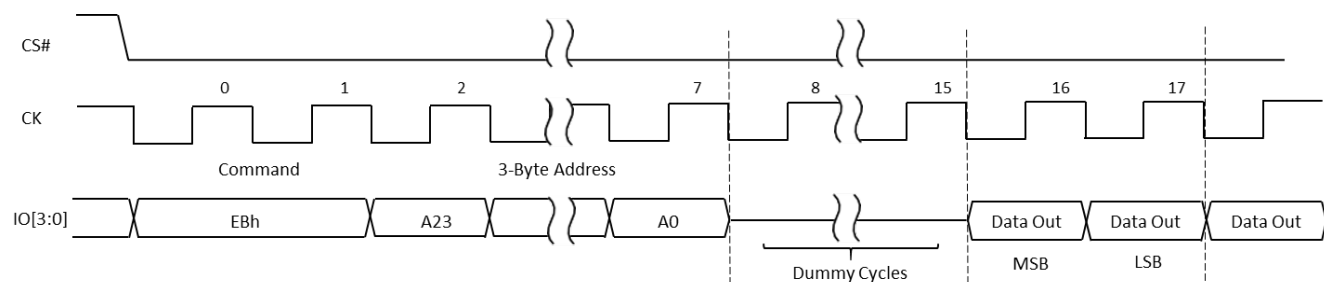 CS#
0 1 2 7 8 15 16 17
CK
Command 3-Byte Address
IO[3:0] EBh A23 A0 Data Out Data Out Data Out
MSB LSB
Dummy Cycles